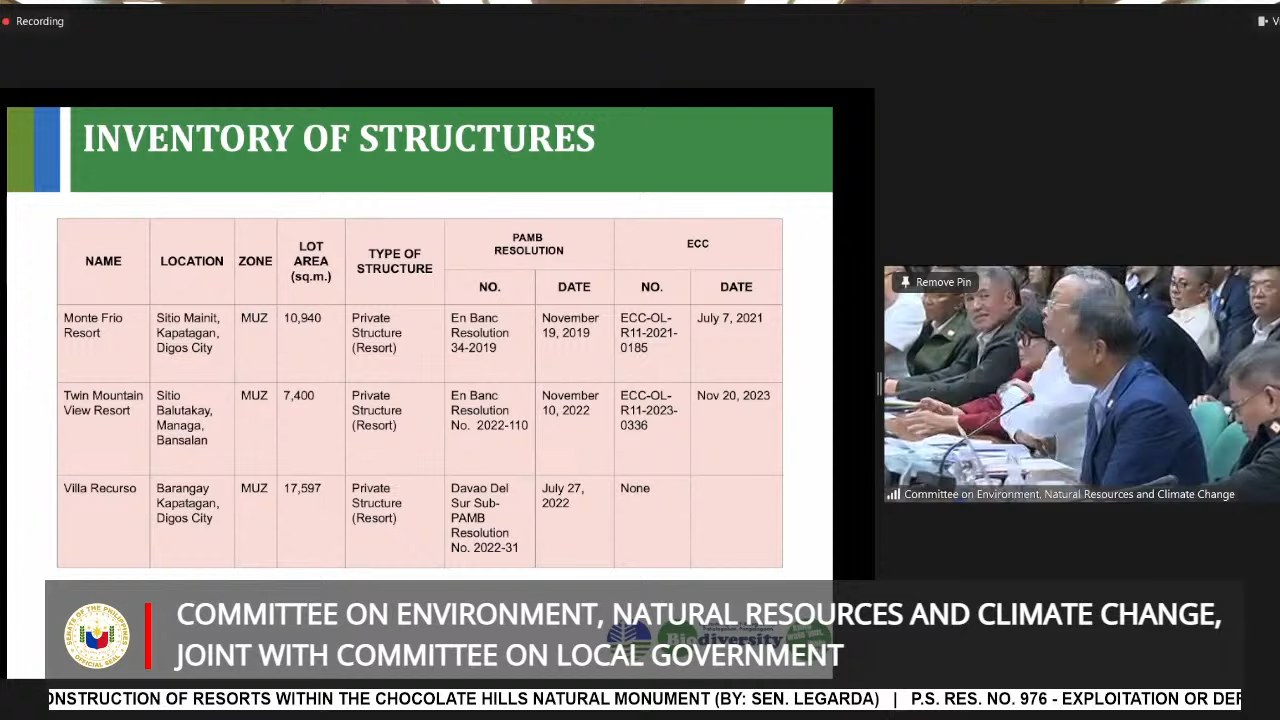 Recording
INVENTORY OF STRUCTURES
NAME
LOCATION
ZONE
LOT
AREA
(sq.m.)
TYPE OF
STRUCTURE
PAMB
RESOLUTION
ECC
NO.
DATE
NO.
DATE
Monte Frio
Resort
Sitio Mainit,
Kapatagan,
Digos City
MUZ
10,940
Private
Structure
(Resort)
En Banc
Resolution
34-2019
November
19, 2019
ECC-OL-
R11-2021-
0185
July 7, 2021
Twin Mountain
View Resort
Sitio
Balutakay,
Managa,
Bansalan
MUZ
7,400
Private
Structure
(Resort)
En Banc
Resolution
No. 2022-110
November
10, 2022
ECC-OL-
R11-2023-
0336
Nov 20, 2023
Villa Recurso
Barangay
Kapatagan,
Digos City
MUZ
17,597
Private
Structure
(Resort)
Davao Del
Sur Sub-
PAMB
Resolution
No. 2022-31
July 27,
2022
None
Remove Pin
Committee on Environment, Natural Resources and Climate Change
SENATE OF THE PHILIPPINES
OFFICIAL SEAL
COMMITTEE ON ENVIRONMENT, NATURAL RESOURCES AND CLIMATE CHANGE,
JOINT WITH COMMITTEE ON LOCAL GOVERNMENT
Biodiversity
ONSTRUCTION OF RESORTS WITHIN THE CHOCOLATE HILLS NATURAL MONUMENT (BY: SEN. LEGARDA) | P.S. RES. NO. 976 - EXPLOITATION OR